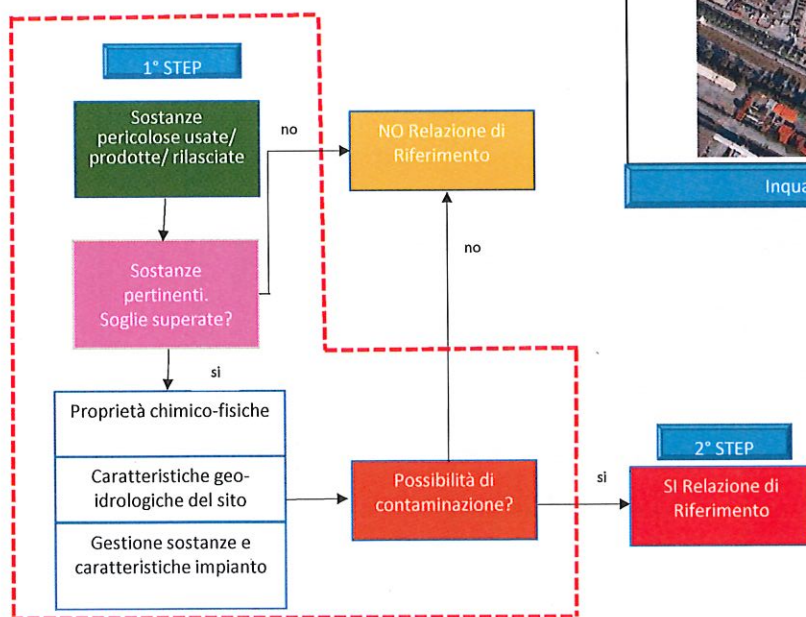 1° STEP
Sostanze
pericolose usate/
prodotte/ rilasciate
no
NO Relazione di
Riferimento
Sostanze
pertinenti.
Soglie superate?
no
si
Proprietà chimico-fisiche
Caratteristiche geo-
idrologiche del sito
Gestione sostanze e
caratteristiche impianto
Possibilità di
contaminazione?
si
2° STEP
SI Relazione di
Riferimento
Inqua